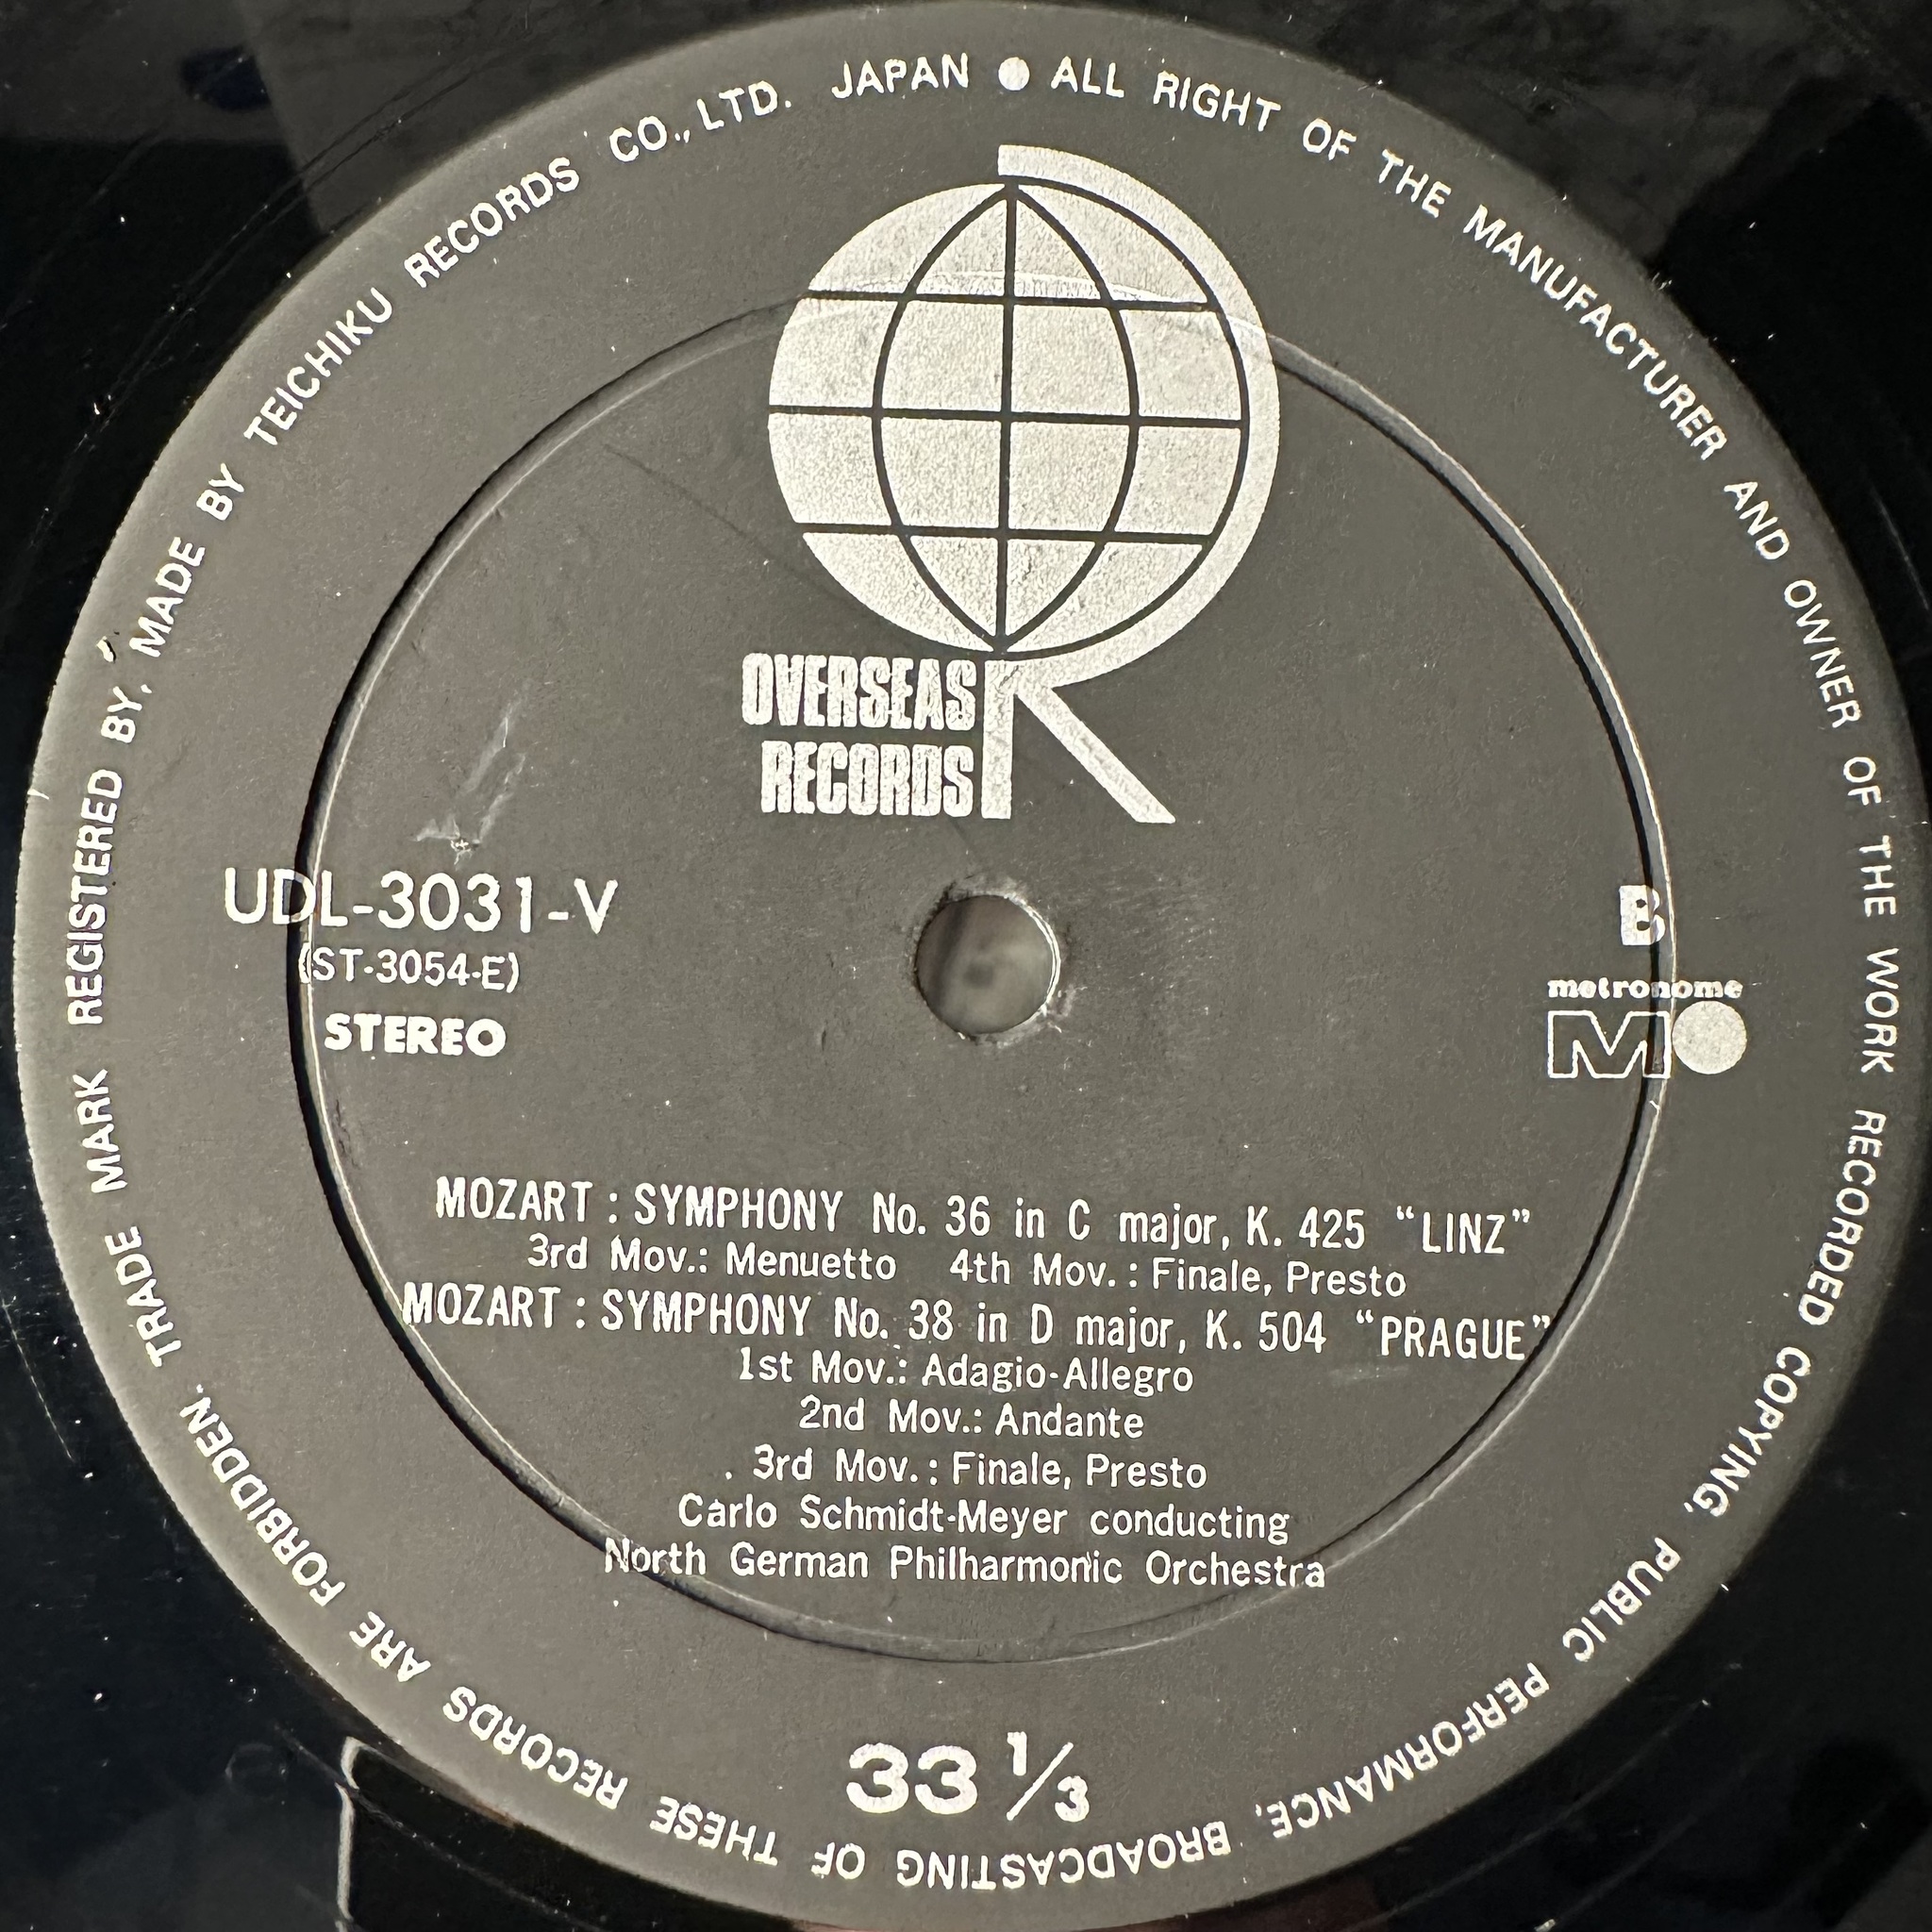 TRADE MARK REGISTERED BY, MADE BY TEICHIKU RECORDS CO., LTD. JAPAN ● ALL RIGHT OF THE MANUFACTURER AND OWNER OF THE WORK RECORDED COPYING, PUBLIC PERFORMANCE, BROADCASTING OF THESE RECORDS ARE FORBIDDEN.
OVERSEAS
RECORDS
R
UDL-3031-V
(ST-3054-E)
STEREO
B
metronome
M
MOZART : SYMPHONY No. 36 in C major, K. 425 “LINZ”
3rd Mov.: Menuetto 4th Mov. : Finale, Presto
MOZART : SYMPHONY No. 38 in D major, K. 504 “PRAGUE”
1st Mov.: Adagio-Allegro
2nd Mov.: Andante
3rd Mov. : Finale, Presto
Carlo Schmidt-Meyer conducting
North German Philharmonic Orchestra
33 1/3